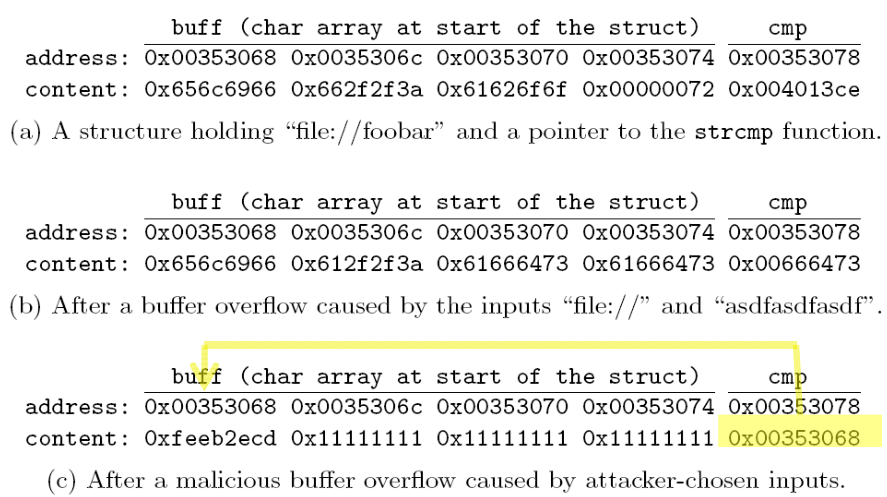 buff (char array at start of the struct) cmp
address: 0x00353068 0x0035306c 0x00353070 0x00353074 0x00353078
content: 0x656c6966 0x662f2f3a 0x61626f6f 0x00000072 0x004013ce
(a) A structure holding “file://foobar” and a pointer to the strcmp function.
buff (char array at start of the struct) cmp
address: 0x00353068 0x0035306c 0x00353070 0x00353074 0x00353078
content: 0x656c6966 0x612f2f3a 0x61666473 0x61666473 0x00666473
(b) After a buffer overflow caused by the inputs “file://” and “asdfasdfasdf”.
buff (char array at start of the struct) cmp
address: 0x00353068 0x0035306c 0x00353070 0x00353074 0x00353078
content: 0xfeeb2ecd 0x11111111 0x11111111 0x11111111 0x00353068
(c) After a malicious buffer overflow caused by attacker-chosen inputs.